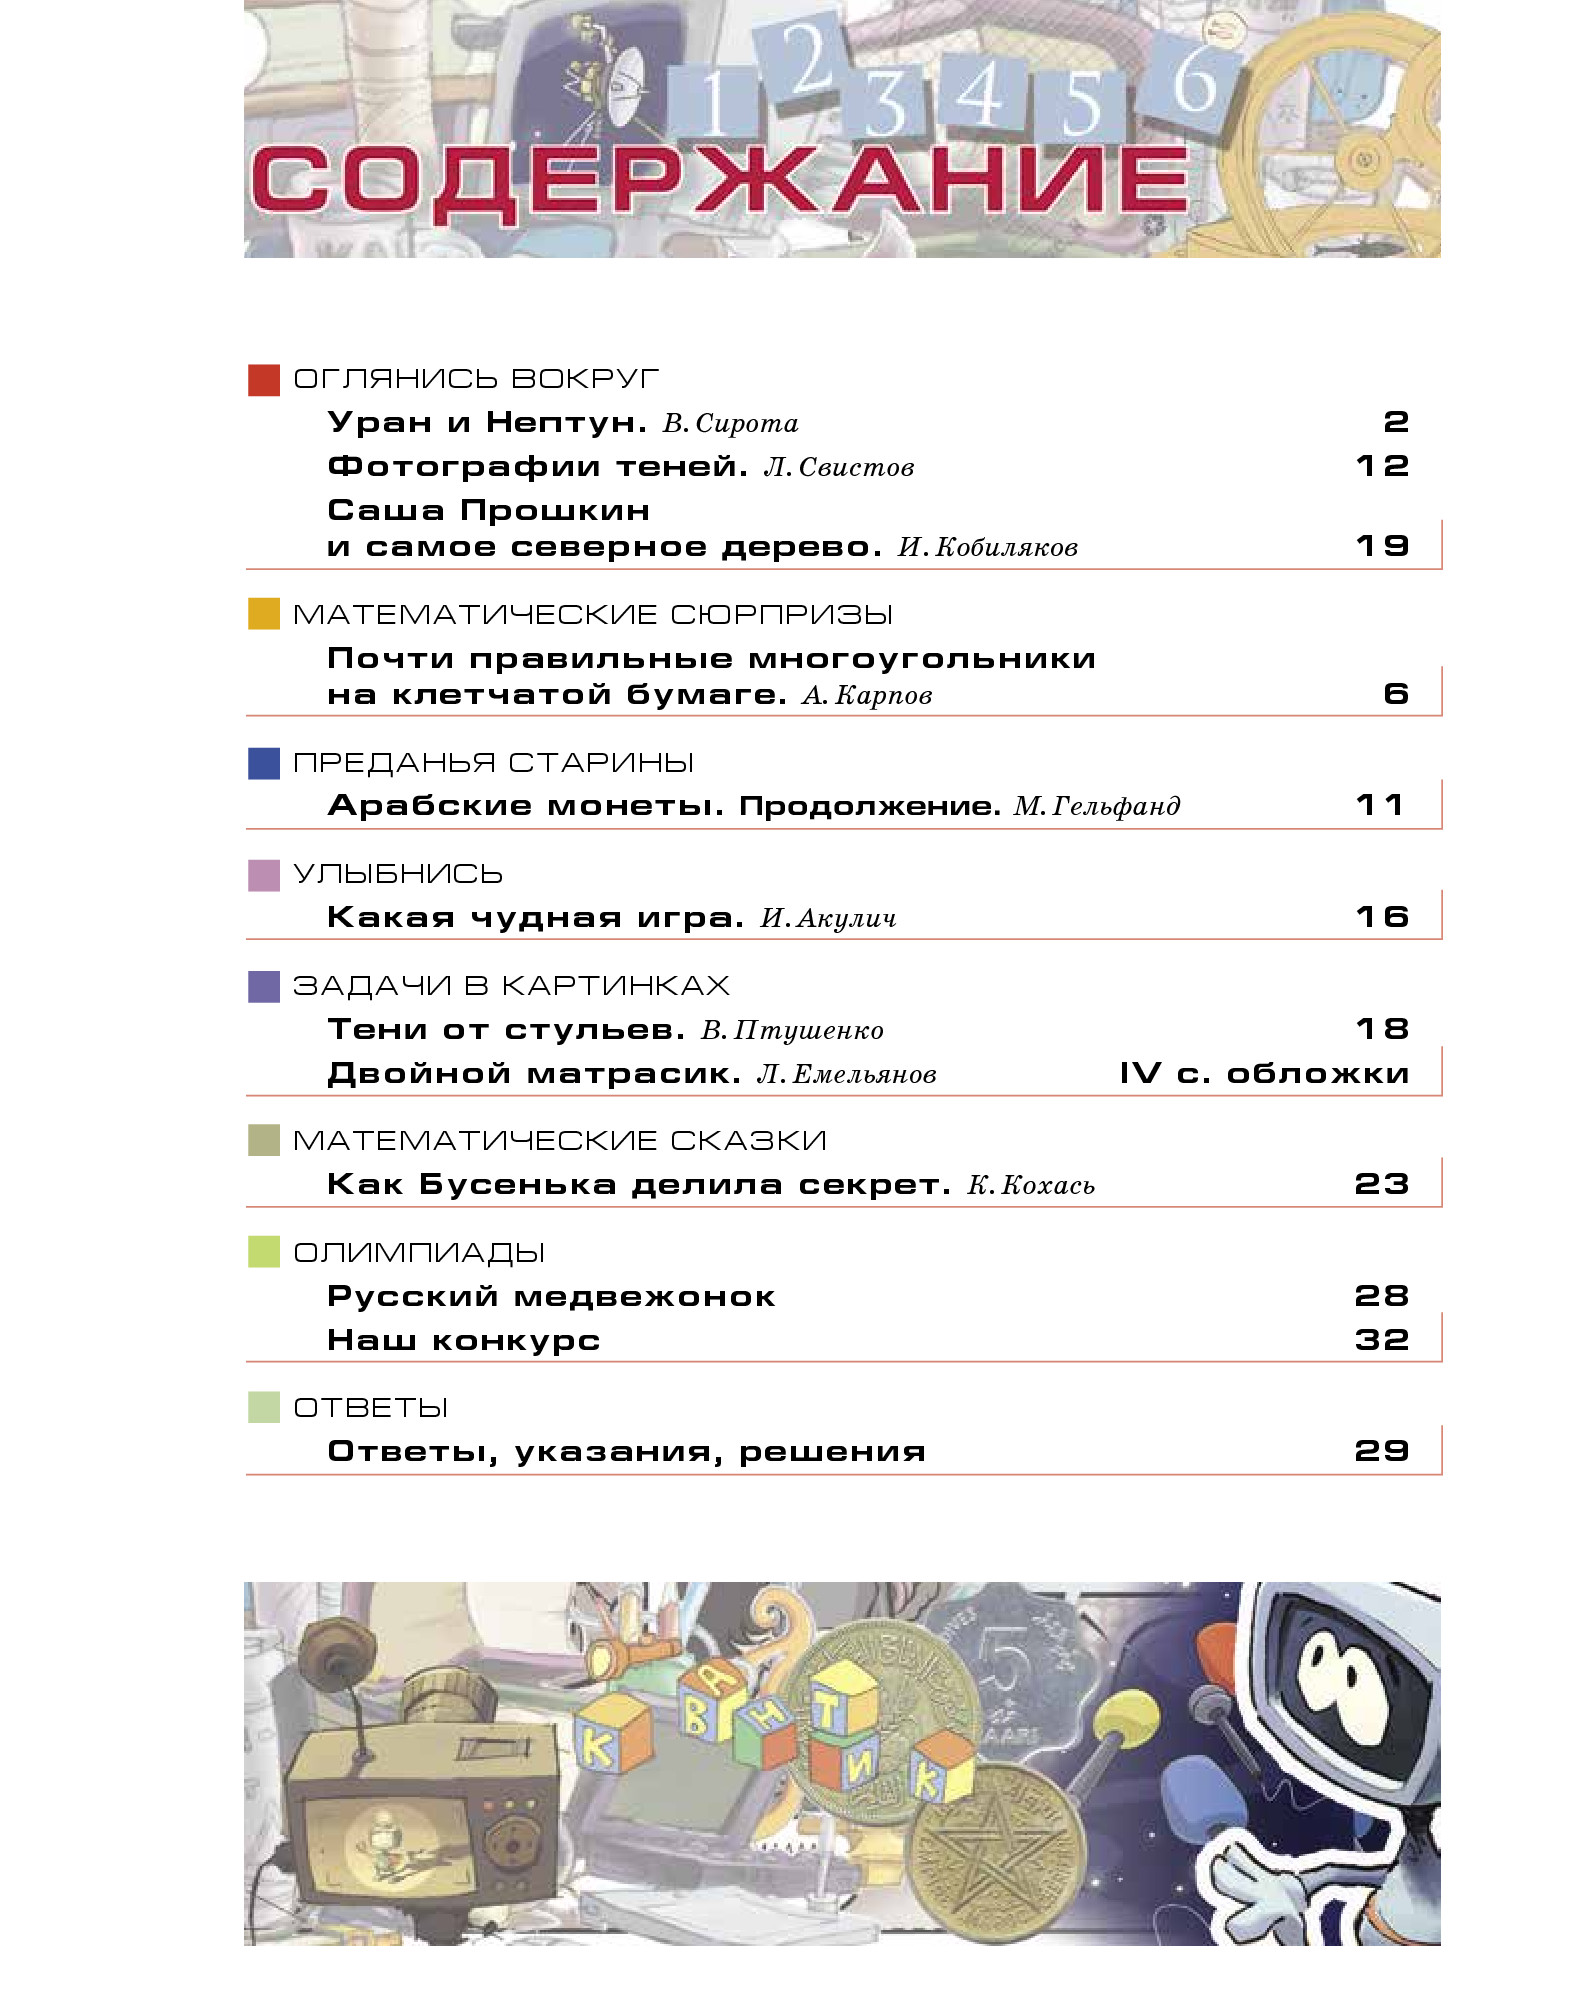 1 2 3 4 5 6
СОДЕРЖАНИЕ
ОГЛЯНИСЬ ВОКРУГ
Уран и Нептун. В. Сирота 2
Фотографии теней. Л. Свистов 12
Саша Прошкин
и самое северное дерево. И. Кобиляков 19
МАТЕМАТИЧЕСКИЕ СЮРПРИЗЫ
Почти правильные многоугольники
на клетчатой бумаге. А. Карпов 6
ПРЕДАНЬЯ СТАРИНЫ
Арабские монеты. Продолжение. М. Гельфанд 11
УЛЫБНИСЬ
Какая чудная игра. И. Акулич 16
ЗАДАЧИ В КАРТИНКАХ
Тени от стульев. В. Птушенко 18
Двойной матрасик. Л. Емельянов IV с. обложки
МАТЕМАТИЧЕСКИЕ СКАЗКИ
Как Бусенька делила секрет. К. Кохась 23
ОЛИМПИАДЫ
Русский медвежонок 28
Наш конкурс 32
ОТВЕТЫ
Ответы, указания, решения 29
КВАНТИК
5